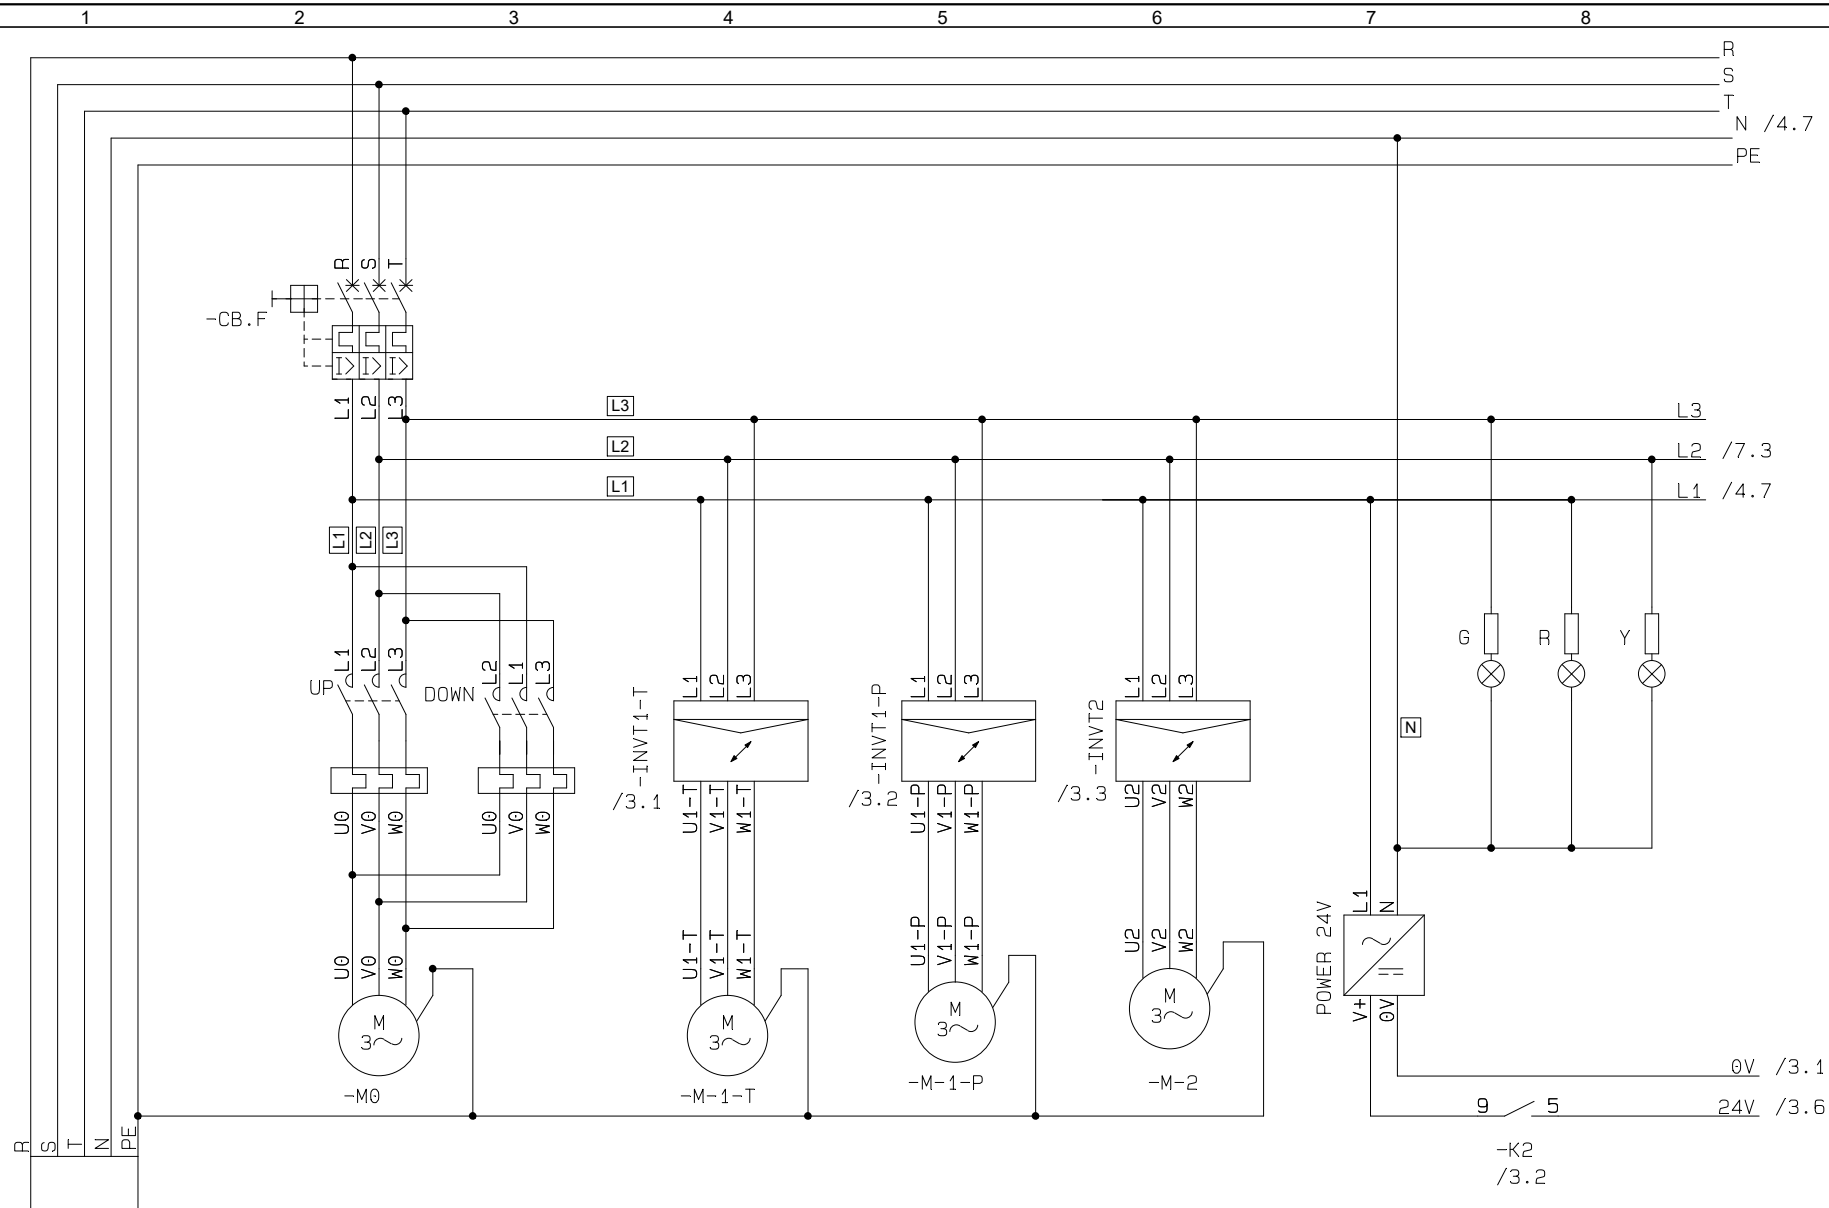 1 2 3 4 5 6 7 8
R
S
T
N /4.7
PE
R S T
-CB.F
L1 L2 L3
L3 L3
L2 L2 /7.3
L1 L1 /4.7
L1 L2 L3
G R Y
UP L1 L2 L3
DOWN L2 L1 L3
-INVT1-T L1 L2 L3
/3.1
-INVT1-P L1 L2 L3
/3.2
-INVT2 L1 L2 L3
/3.3
N
U0 V0 W0
U0 V0 W0
U1-T V1-T W1-T
U1-P V1-P W1-P
U2 V2 W2
POWER 24V L1 N
U0 V0 W0
U1-T V1-T W1-T
U1-P V1-P W1-P
U2 V2 W2
V+ 0V
M
3
M
3
M
3
M
3
-M0
-M-1-T
-M-1-P
-M-2
0V /3.1
9 5 24V /3.6
-K2
/3.2
R S T N PE
I> I> I>